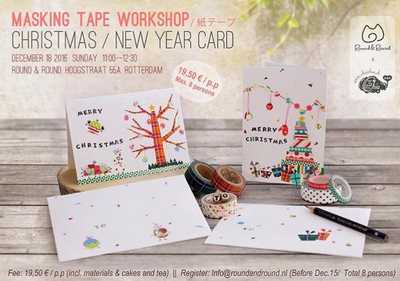 MASKING TAPE WORKSHOP/紙テープ
CHRISTMAS / NEW YEAR CARD
DECEMBER 18 2016 SUNDAY 11:00—12:30
ROUND & ROUND, HOOGSTRAAT 55A ROTTERDAM
Round & Round
x
19,50 € / p.p
Max. 8 persons
MERRY
CHRISTMAS
MERRY
CHRISTMAS
Fee: 19,50 € / p.p (incl. materials & cakes and tea) || Register: Info@roundandround.nl (Before Dec.15/ Total 8 persons)